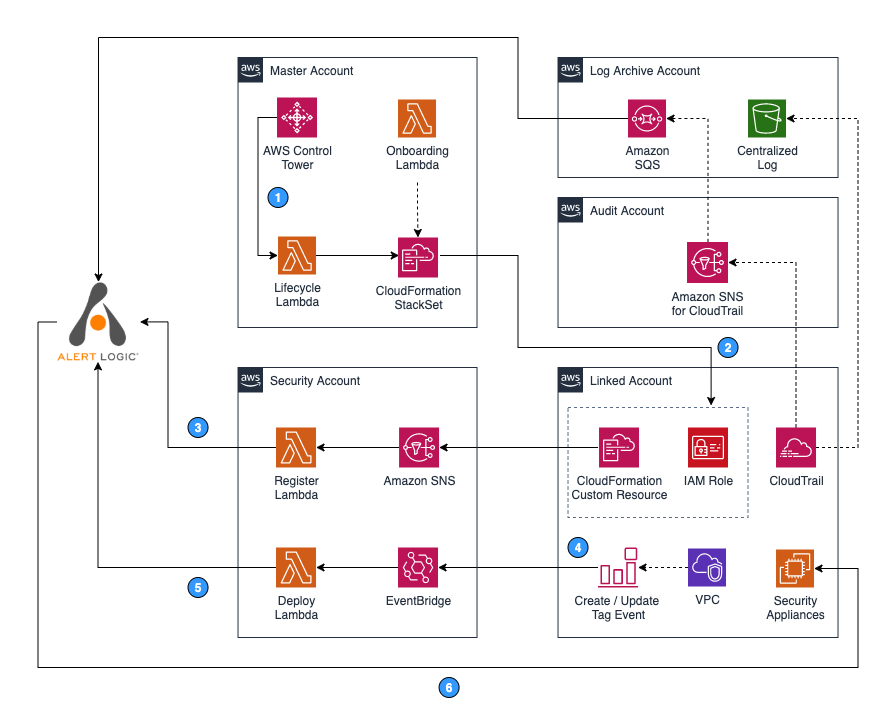 aws
Master Account
AWS Control
Tower
Onboarding
Lambda
1
Lifecycle
Lambda
CloudFormation
StackSet
aws
Log Archive Account
Amazon
SQS
Centralized
Log
aws
Audit Account
Amazon SNS
for CloudTrail
2
ALERT LOGIC®
aws
Security Account
3
Register
Lambda
Amazon SNS
5
Deploy
Lambda
EventBridge
aws
Linked Account
CloudFormation
Custom Resource
IAM Role
CloudTrail
4
Create / Update
Tag Event
VPC
Security
Appliances
6